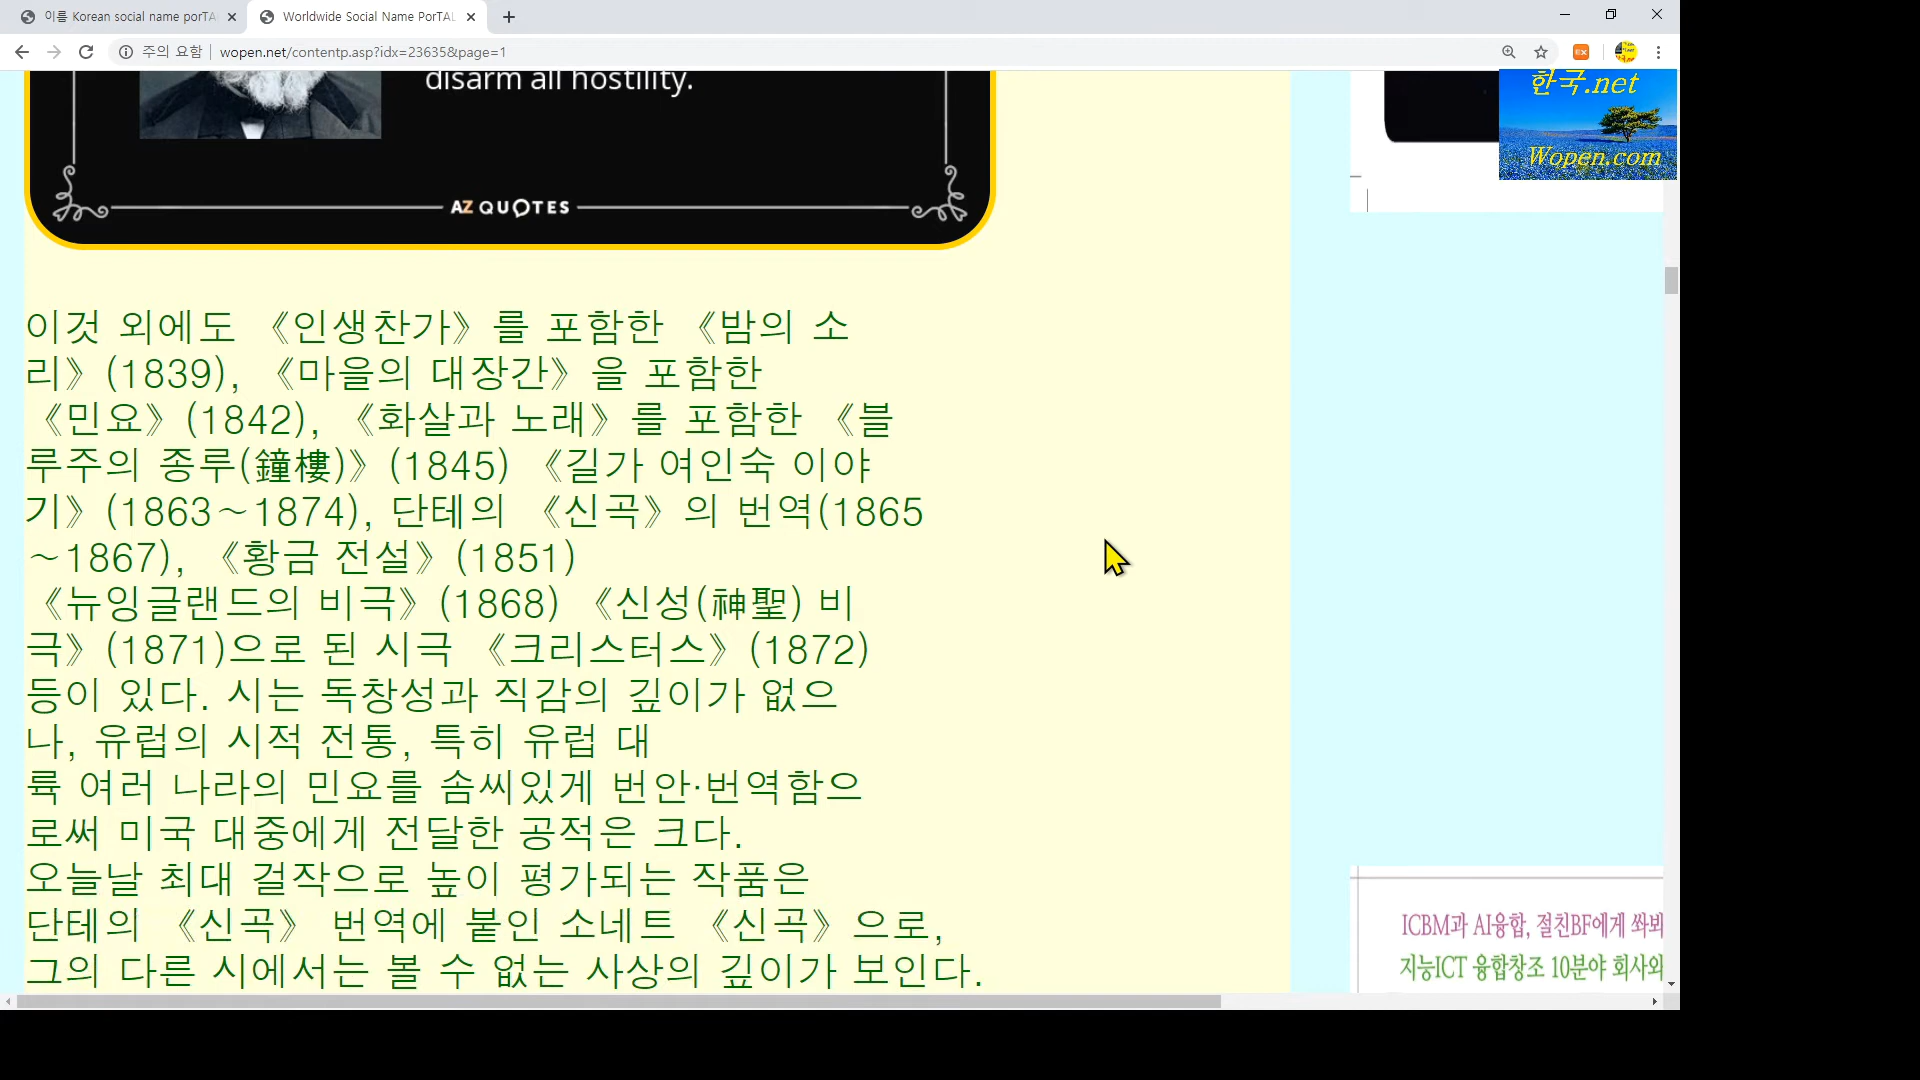 이름 Korean social name porTA
Worldwide Social Name PorTAL
주의 요함
wopen.net/contentp.asp?idx=23635&page=1
disarm all hostility.
AZ QUOTES
한국.net
Wopen.com
이것 외에도 《인생찬가》를 포함한 《밤의 소
리》(1839), 《마을의 대장간》을 포함한
《민요》(1842), 《화살과 노래》를 포함한 《블
루주의 종루(鐘樓)》(1845) 《길가 여인숙 이야
기》(1863～1874), 단테의 《신곡》의 번역(1865
～1867), 《황금 전설》(1851)
《뉴잉글랜드의 비극》(1868) 《신성(神聖) 비
극》(1871)으로 된 시극 《크리스터스》(1872)
등이 있다. 시는 독창성과 직감의 깊이가 없으
나, 유럽의 시적 전통, 특히 유럽 대
륙 여러 나라의 민요를 솜씨있게 번안·번역함으
로써 미국 대중에게 전달한 공적은 크다.
오늘날 최대 걸작으로 높이 평가되는 작품은
단테의 《신곡》 번역에 붙인 소네트 《신곡》으로,
그의 다른 시에서는 볼 수 없는 사상의 깊이가 보인다.
ICBM과 AI융합, 절친BF에게 쏴봐
지능ICT 융합창조 10분야 회사와